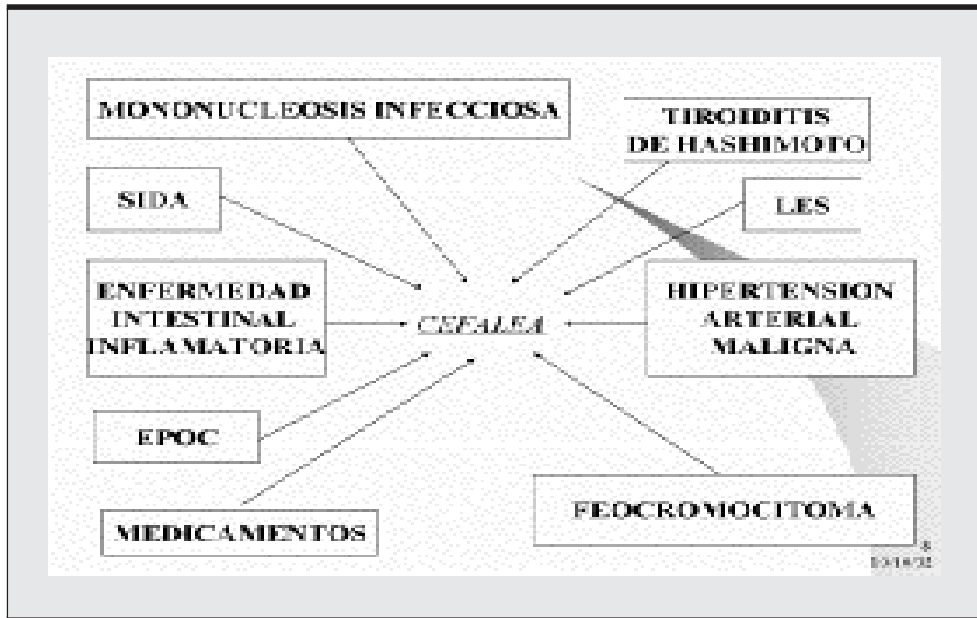 MONONUCLEOSIS INFECCIOSA
TIROIDITIS
DE HASHIMOTO
SIDA
LES
ENFERMEDAD
INTESTINAL
INFLAMATORIA
CEFALEA
HIPERTENSION
ARTERIAL
MALIGNA
EPOC
FEOCROMOCITOMA
MEDICAMENTOS